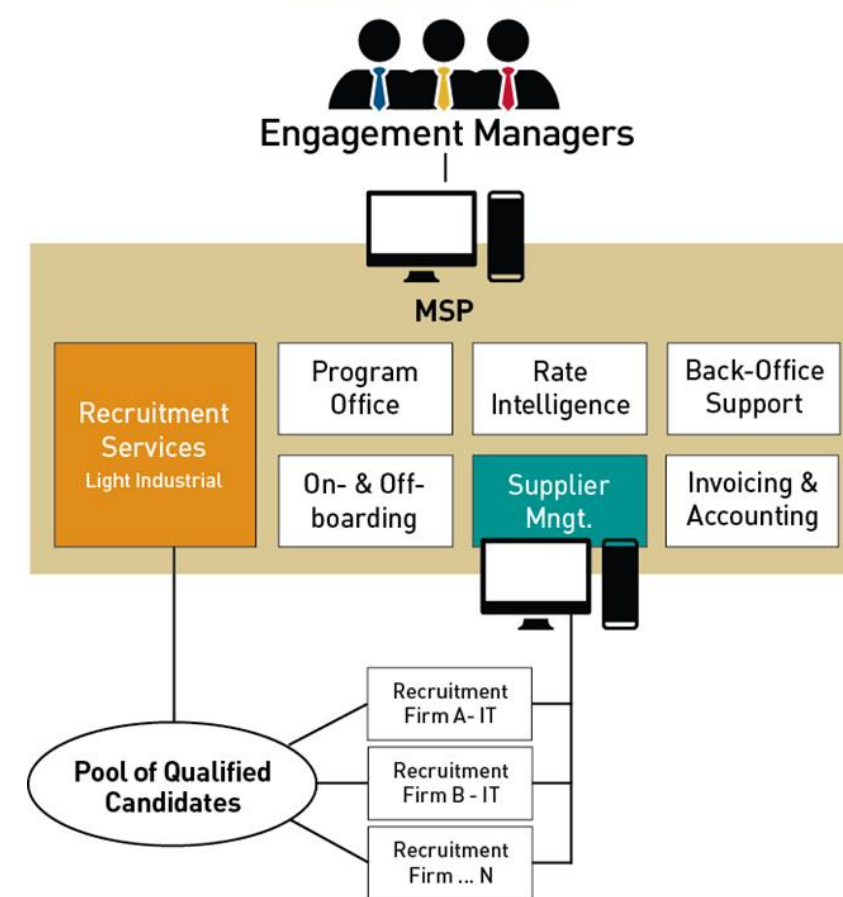 Engagement Managers
MSP
Recruitment
Services
Light Industrial
Program
Office
Rate
Intelligence
Back-Office
Support
On- & Off-
boarding
Supplier
Mngt.
Invoicing &
Accounting
Recruitment
Firm A- IT
Pool of Qualified
Candidates
Recruitment
Firm B - IT
Recruitment
Firm ... N